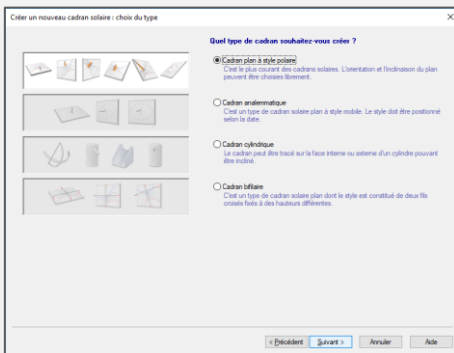 Créer un nouveau cadran solaire : choix du type
Quel type de cadran souhaitez-vous créer ?
Cadran plan à style polaire
C'est le plus courant des cadrans solaires. L'orientation et l'inclinaison du plan
peuvent être choisies librement.
Cadran analemmatique
C'est un type de cadran solaire plan à style mobile. Le style doit être positionné
selon la date.
Cadran cylindrique
Le cadran peut être tracé sur la face interne ou externe d'un cylindre pouvant
être incliné.
Cadran bifilaire
C'est un type de cadran solaire plan dont le style est constitué de deux fils
croisés fixés à des hauteurs différentes.
< Précédent
Suivant >
Annuler
Aide